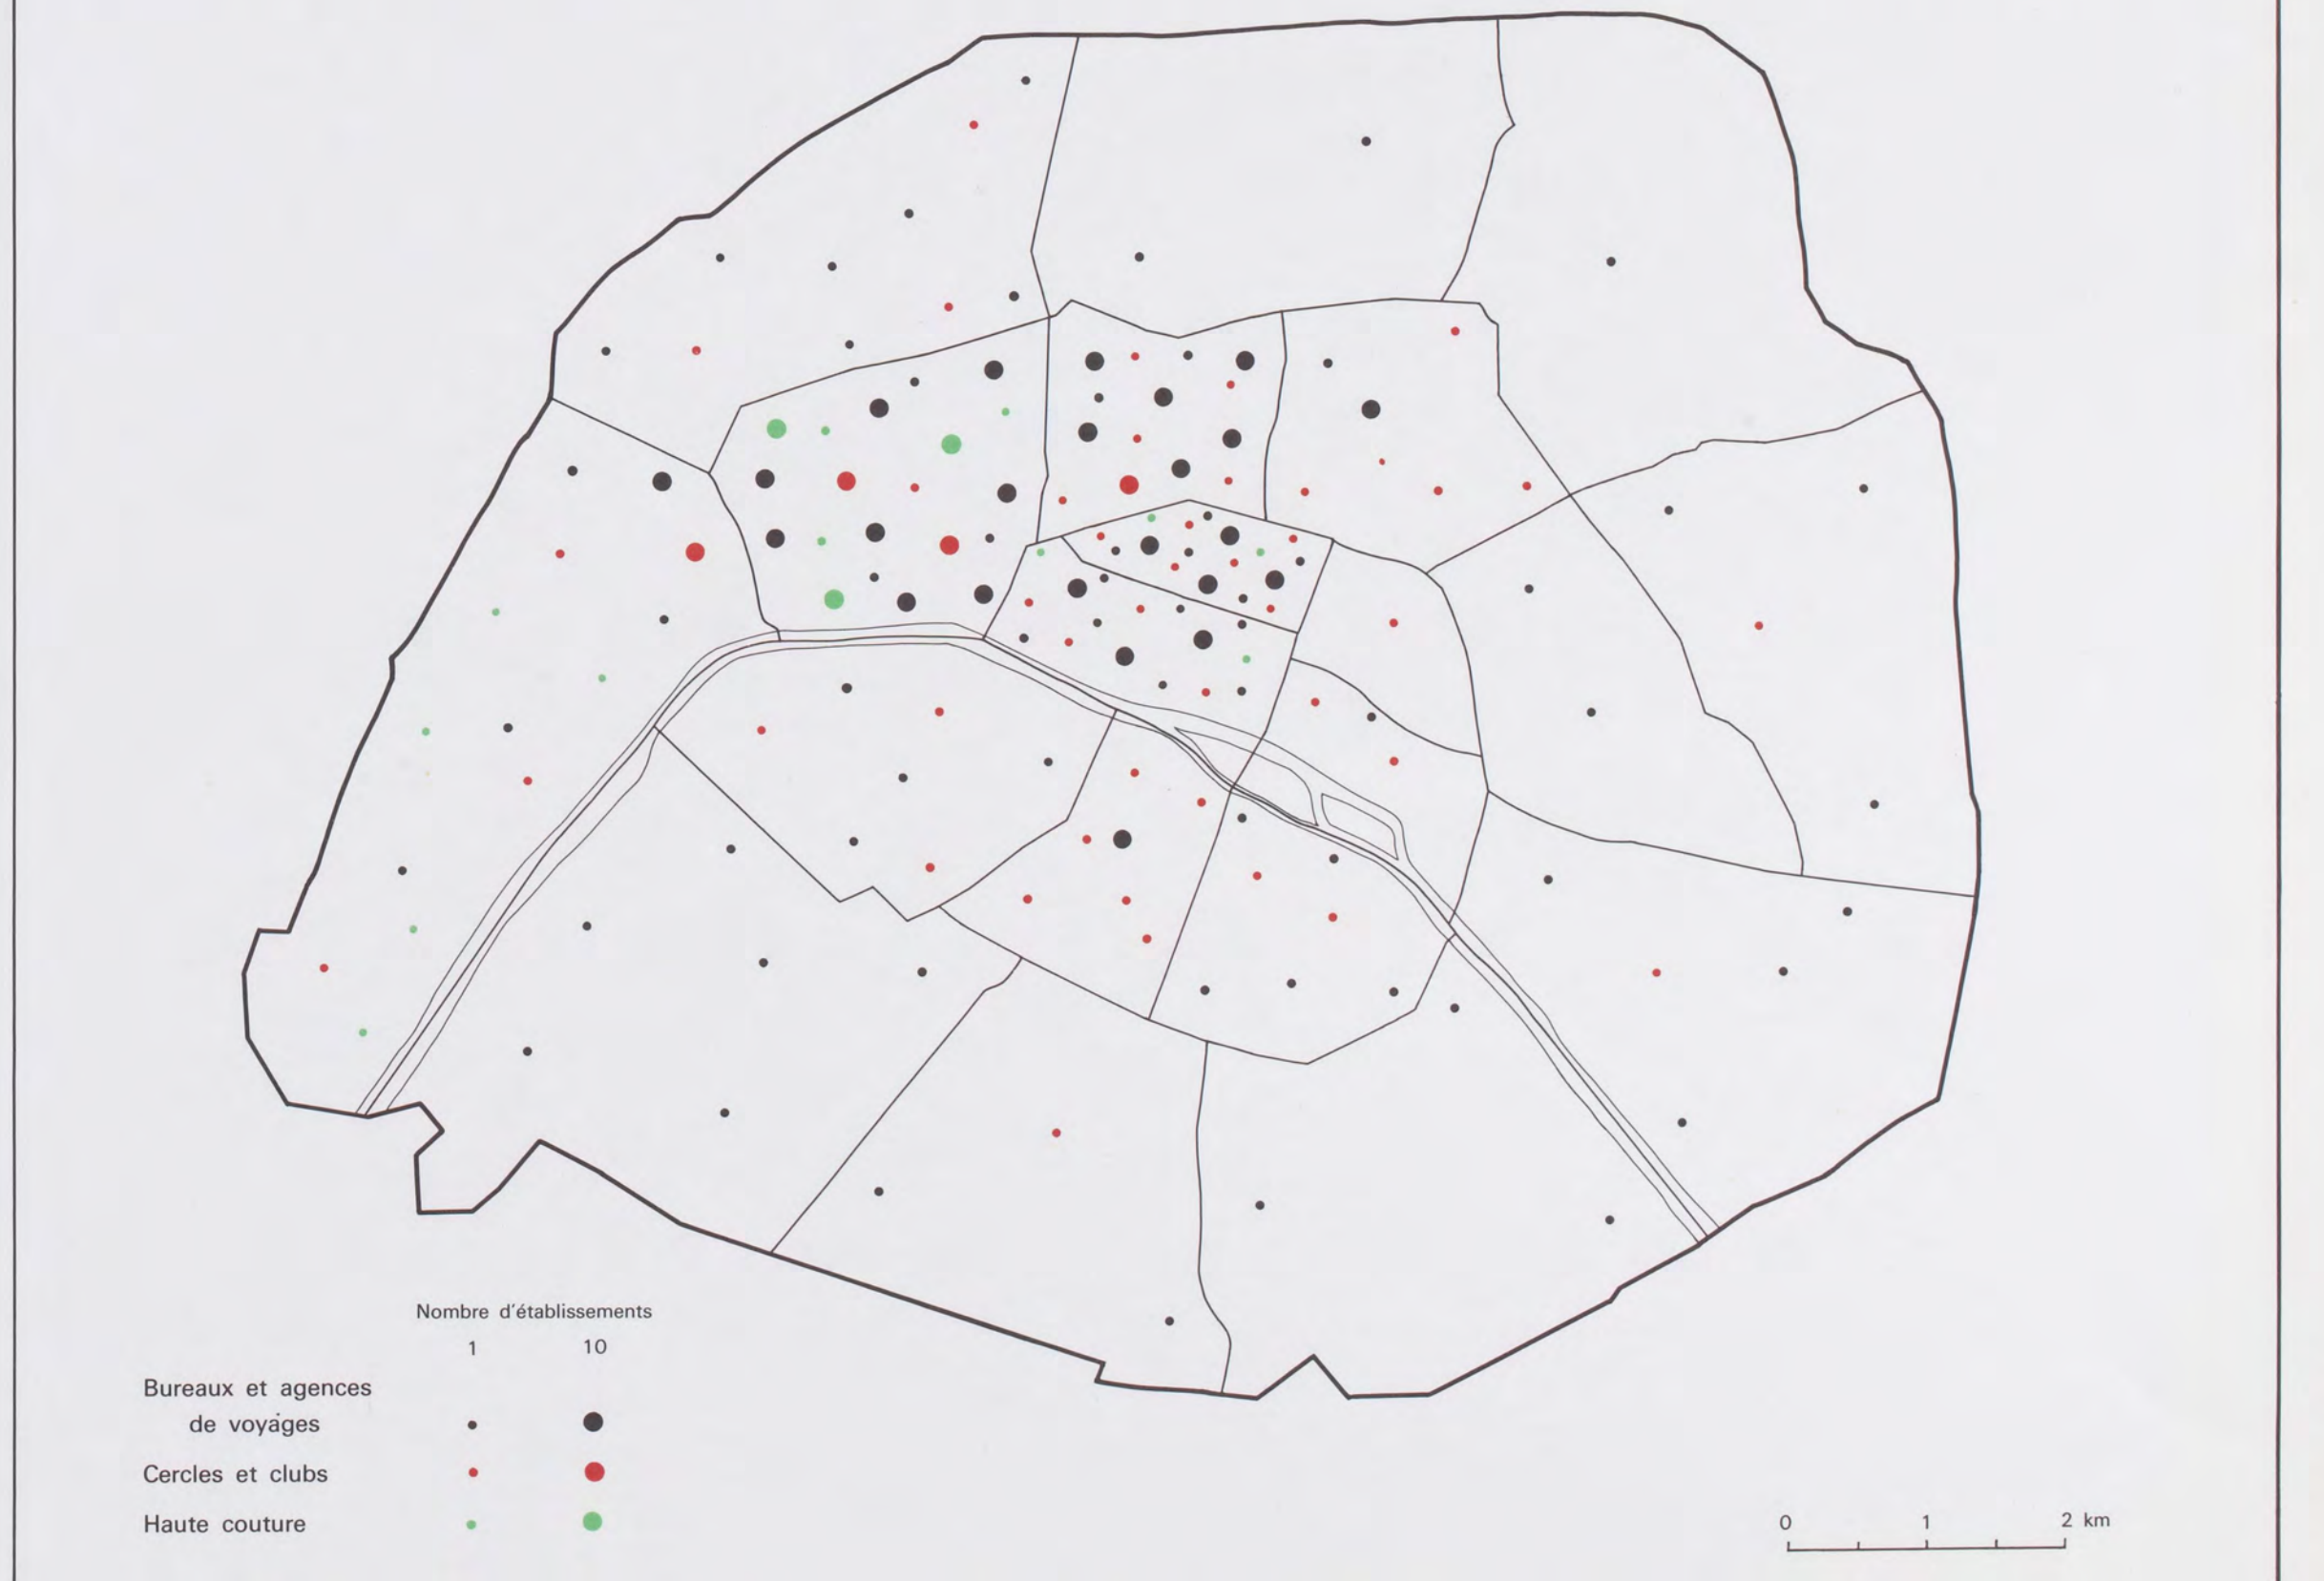 Nombre d'établissements
1 10
Bureaux et agences
de voyages
Cercles et clubs
Haute couture
0 1 2 km